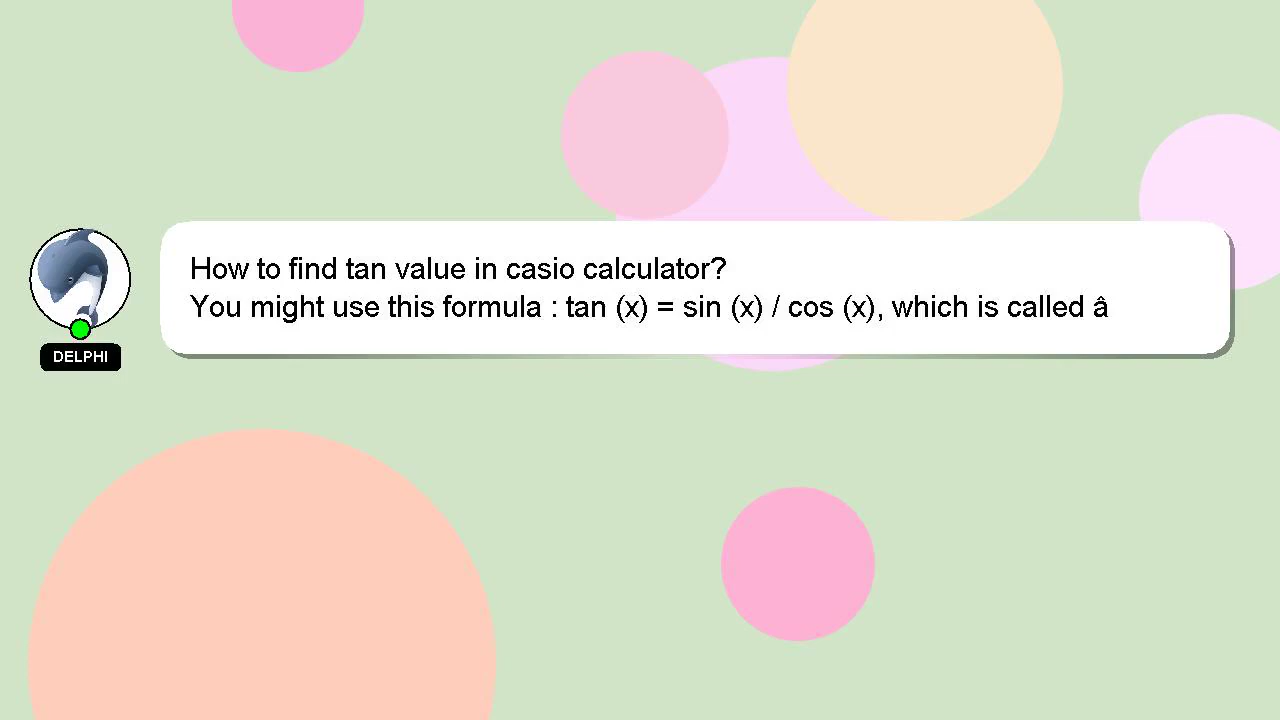 How to find tan value in casio calculator?
You might use this formula : tan (x) = sin (x) / cos (x), which is called â
DELPHI